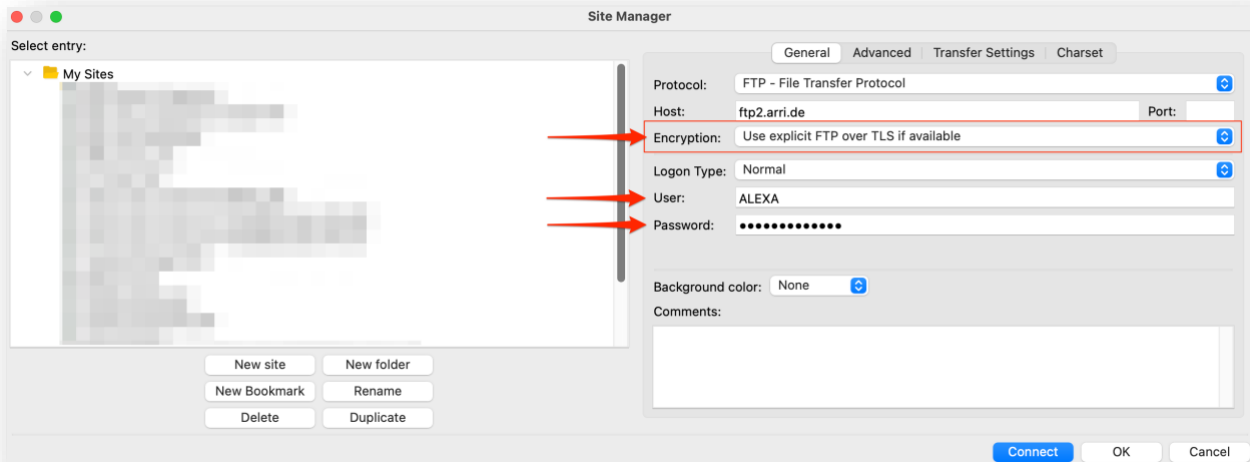 Site Manager
Select entry:
My Sites
New site
New folder
New Bookmark
Rename
Delete
Duplicate
General
Advanced
Transfer Settings
Charset
Protocol:
FTP - File Transfer Protocol
Host:
ftp2.arri.de
Port:
Encryption:
Use explicit FTP over TLS if available
Logon Type:
Normal
User:
ALEXA
Password:
●●●●●●●●●●●●●
Background color:
None
Comments:
Connect
OK
Cancel